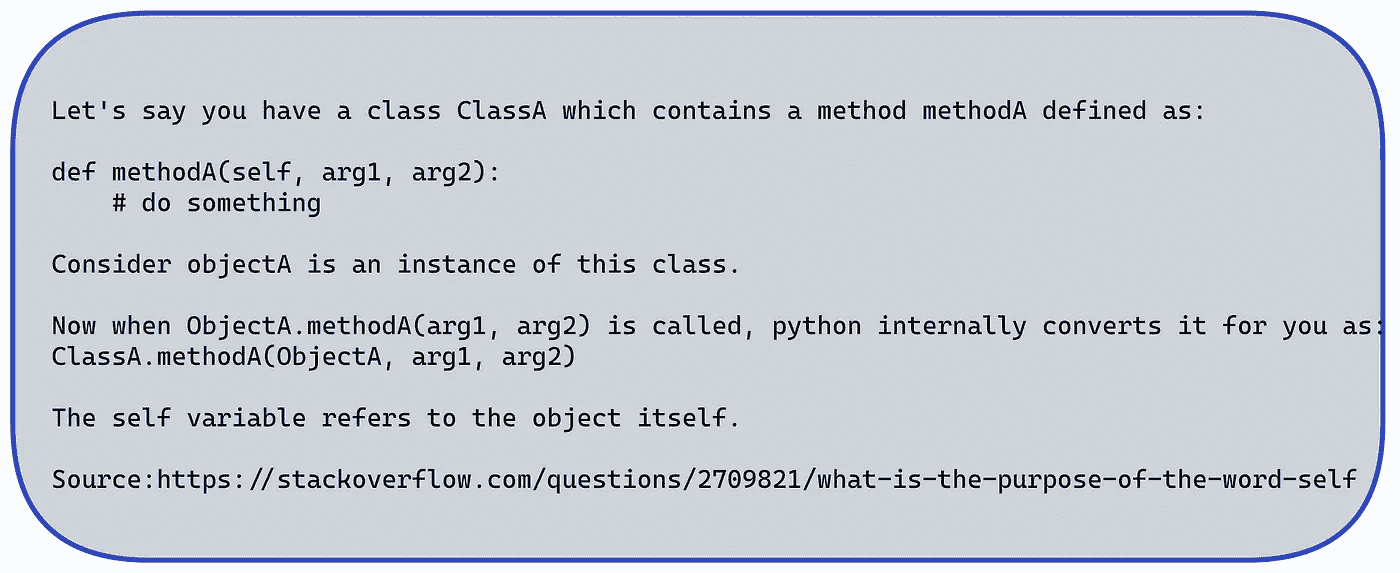 Let's say you have a class ClassA which contains a method methodA defined as:
def methodA(self, arg1, arg2):
    # do something
Consider objectA is an instance of this class.
Now when ObjectA.methodA(arg1, arg2) is called, python internally converts it for you as:
ClassA.methodA(ObjectA, arg1, arg2)
The self variable refers to the object itself.
Source:https://stackoverflow.com/questions/2709821/what-is-the-purpose-of-the-word-self